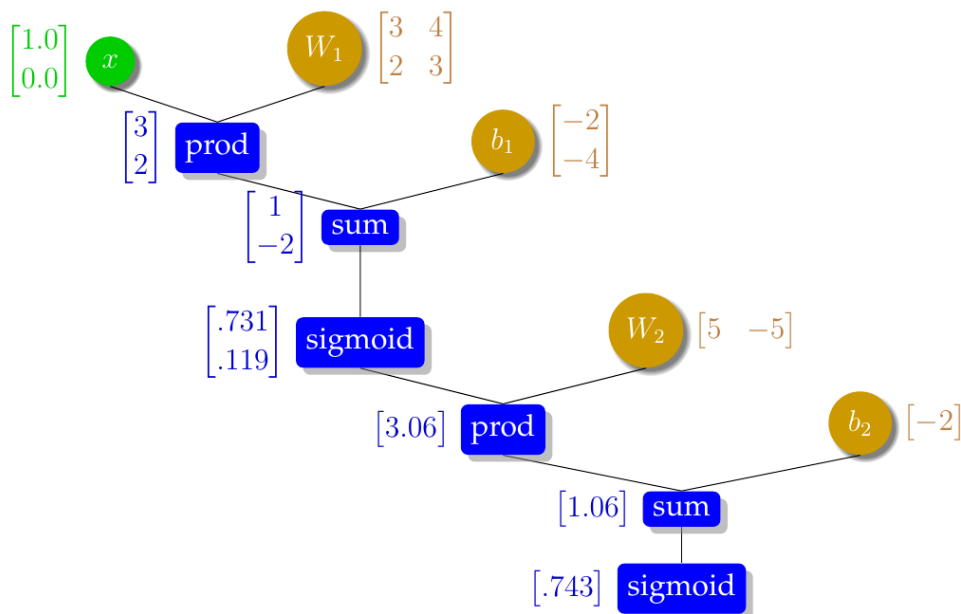 [1.0
0.0] x W₁ [3 4
2 3]
[3
2] prod b₁ [−2
−4]
[1
−2] sum
[.731
.119] sigmoid W₂ [5 −5]
[3.06] prod b₂ [−2]
[1.06] sum
[.743] sigmoid